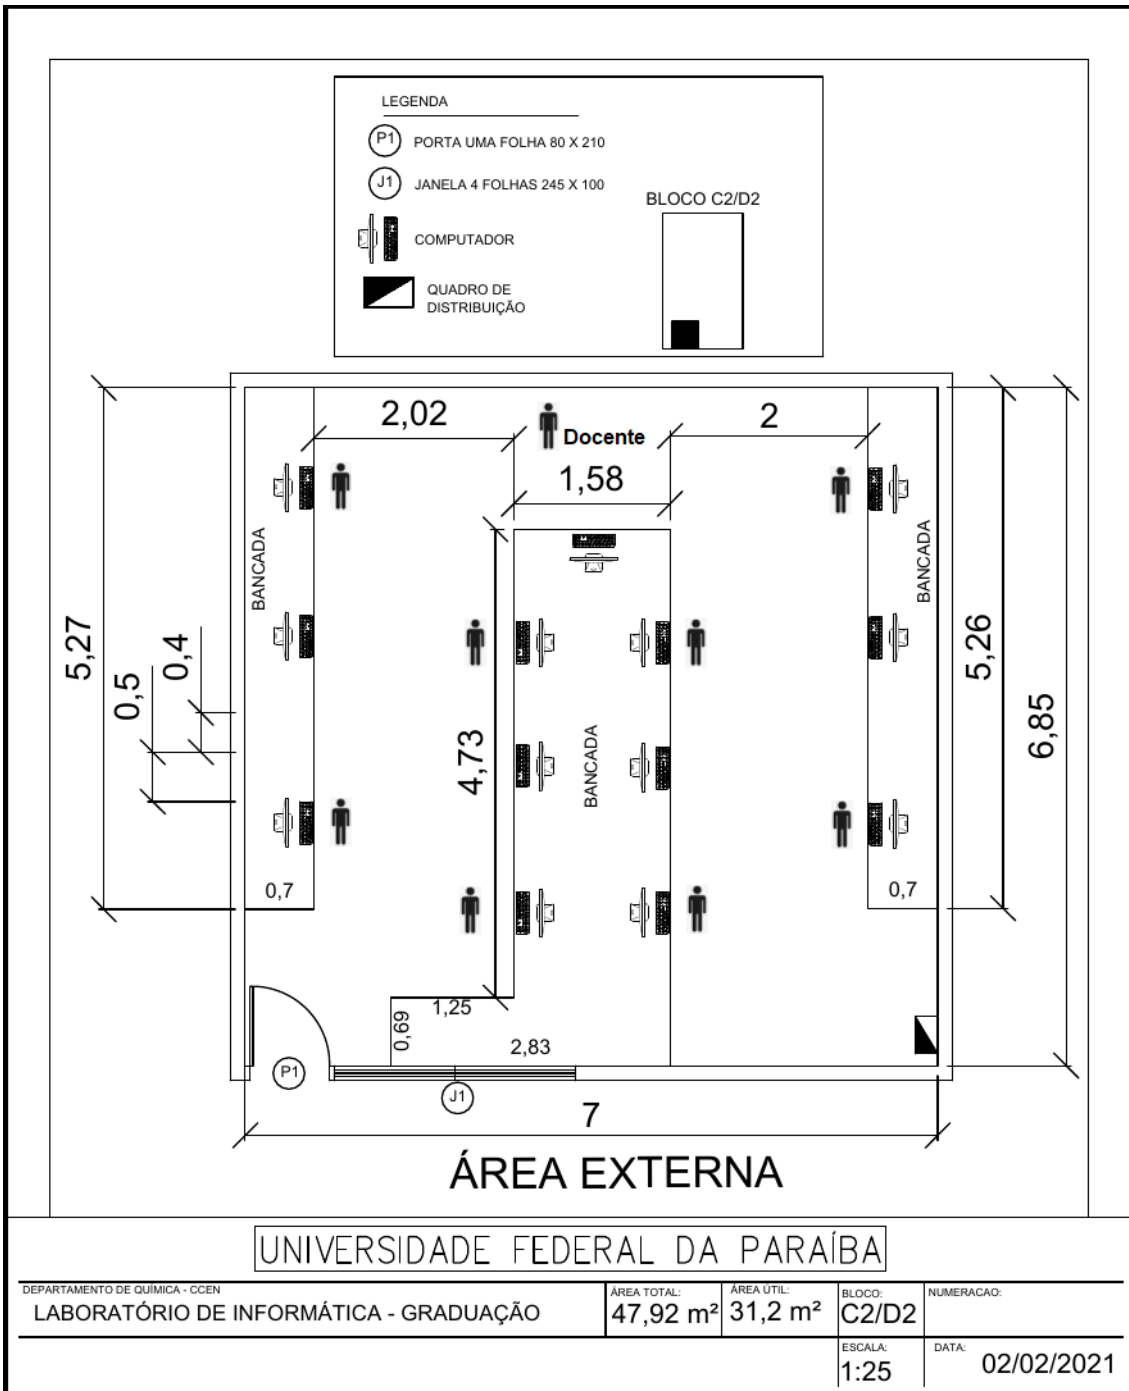 LEGENDA
P1 PORTA UMA FOLHA 80 X 210
J1 JANELA 4 FOLHAS 245 X 100
COMPUTADOR
QUADRO DE
DISTRIBUIÇÃO
BLOCO C2/D2
2,02
Docente
2
1,58
BANCADA
BANCADA
5,27
0,4
0,5
4,73
BANCADA
5,26
6,85
0,7
0,7
1,25
0,69
2,83
P1
J1
7
ÁREA EXTERNA
UNIVERSIDADE FEDERAL DA PARAÍBA
DEPARTAMENTO DE QUÍMICA - CCEN
LABORATÓRIO DE INFORMÁTICA - GRADUAÇÃO
ÁREA TOTAL:
47,92 m²
ÁREA ÚTIL:
31,2 m²
BLOCO:
C2/D2
NUMERACAO:
ESCALA:
1:25
DATA:
02/02/2021